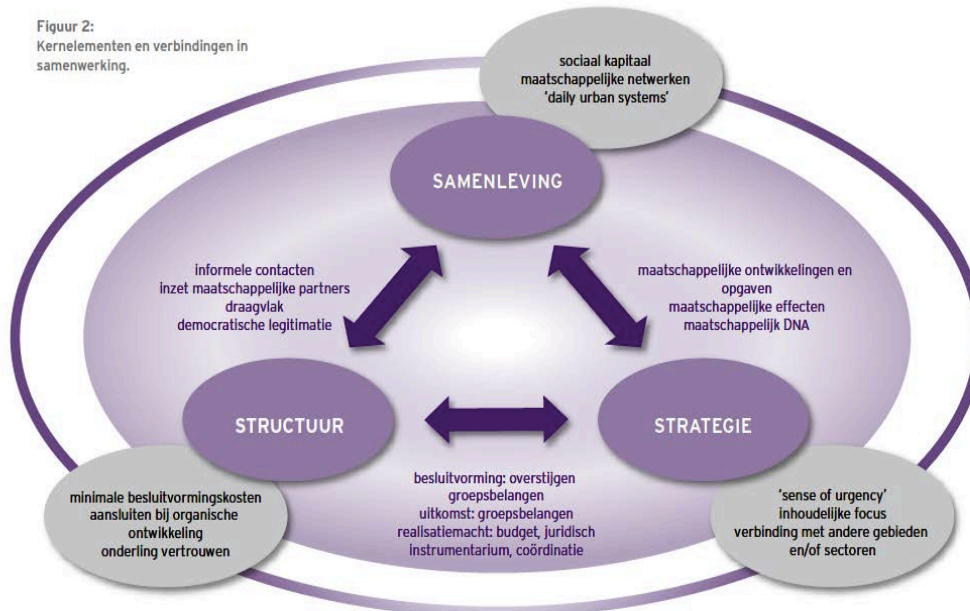 Figuur 2:
Kernelementen en verbindingen in
samenwerking.
sociaal kapitaal
maatschappelijke netwerken
'daily urban systems'
SAMENLEVING
informele contacten
inzet maatschappelijke partners
draagvlak
democratische legitimatie
maatschappelijke ontwikkelingen en
opgaven
maatschappelijke effecten
maatschappelijk DNA
STRUCTUUR
STRATEGIE
minimale besluitvormingskosten
aansluiten bij organische
ontwikkeling
onderling vertrouwen
besluitvorming: overstijgen
groepsbelangen
uitkomst: groepsbelangen
realisatiemacht: budget, juridisch
instrumentarium, coördinatie
'sense of urgency'
inhoudelijke focus
verbinding met andere gebieden
en/of sectoren